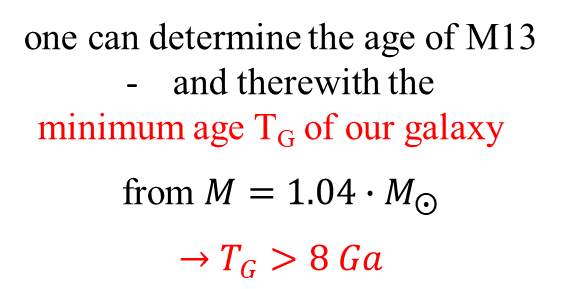 one can determine the age of M13
- and therewith the
minimum age T_G of our galaxy
from M = 1.04 · M_⊙
→ T_G > 8 Ga